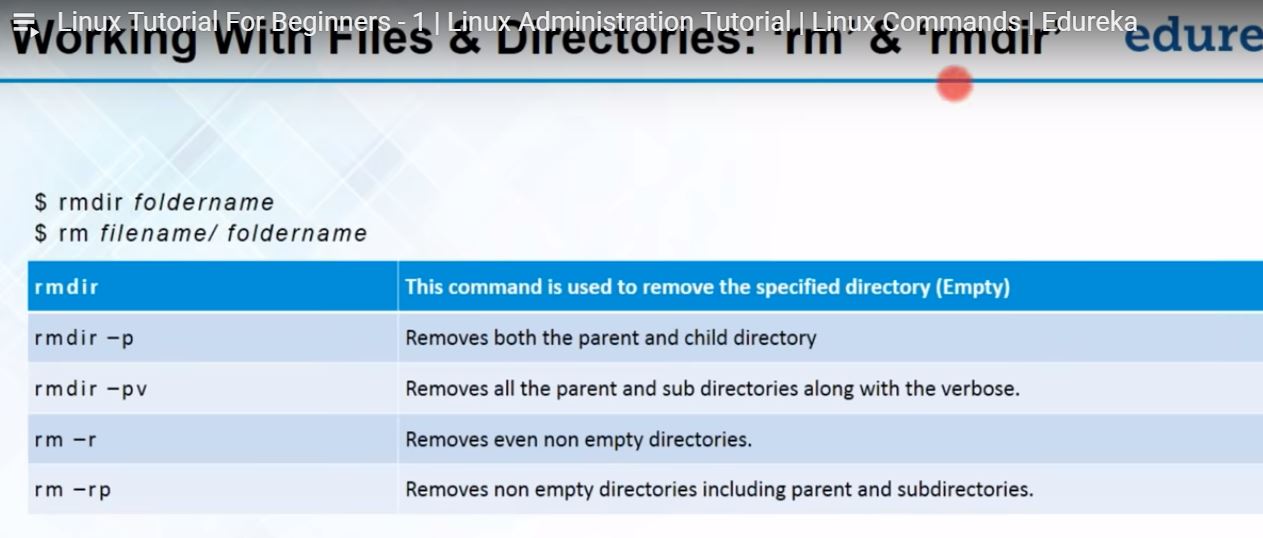 Linux Tutorial For Beginners - 1 | Linux Administration Tutorial | Linux Commands | Edureka
Working With Files & Directories: 'rm' & 'rmdir'
edure
$ rmdir foldername
$ rm filename/ foldername
rmdir This command is used to remove the specified directory (Empty)
rmdir –p Removes both the parent and child directory
rmdir –pv Removes all the parent and sub directories along with the verbose.
rm –r Removes even non empty directories.
rm –rp Removes non empty directories including parent and subdirectories.